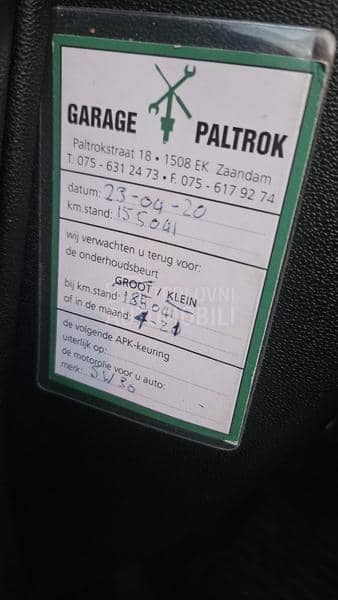 GARAGE PALTROK
Paltrokstraat 18 • 1508 EK Zaandam
T. 075 - 631 24 73 • F. 075 - 617 92 74
datum: 23-04-20
km.stand: 155041
wij verwachten u terug voor:
de onderhoudsbeurt
GROOT / KLEIN
bij km.stand: 185041
of in de maand: 4-21
de volgende APK-keuring
uiterlijk op:
de motorolie voor u auto:
merk: 5W30